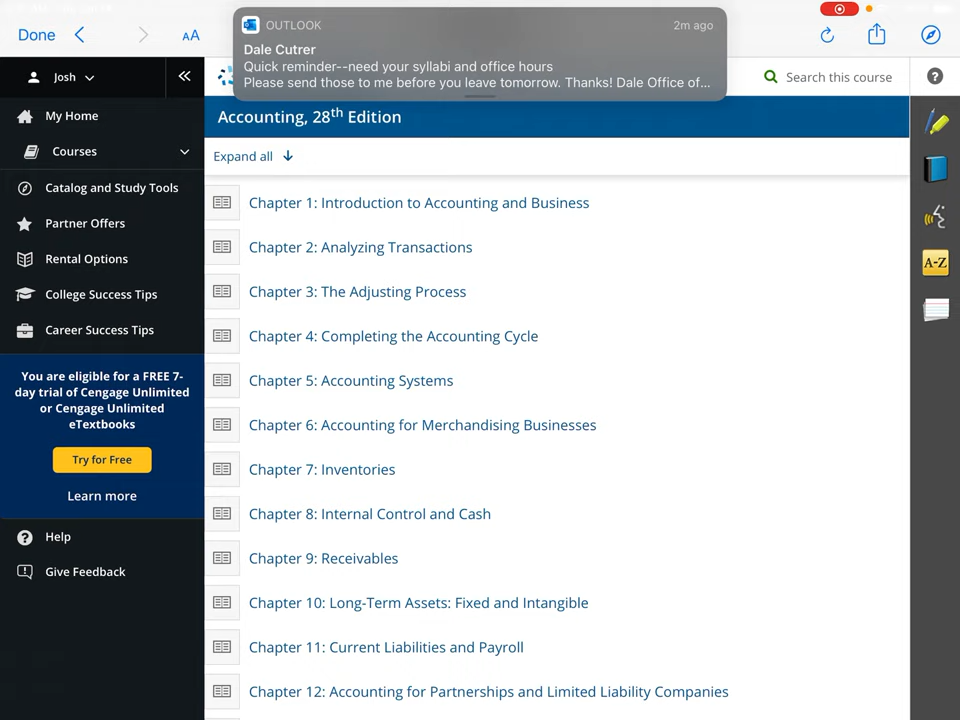 Done
AA
OUTLOOK
2m ago
Dale Cutrer
Quick reminder--need your syllabi and office hours
Please send those to me before you leave tomorrow. Thanks! Dale Office of...
Josh
Search this course
?
My Home
Courses
Catalog and Study Tools
Partner Offers
Rental Options
College Success Tips
Career Success Tips
You are eligible for a FREE 7-
day trial of Cengage Unlimited
or Cengage Unlimited
eTextbooks
Try for Free
Learn more
Help
Give Feedback
Accounting, 28th Edition
Expand all
Chapter 1: Introduction to Accounting and Business
Chapter 2: Analyzing Transactions
Chapter 3: The Adjusting Process
Chapter 4: Completing the Accounting Cycle
Chapter 5: Accounting Systems
Chapter 6: Accounting for Merchandising Businesses
Chapter 7: Inventories
Chapter 8: Internal Control and Cash
Chapter 9: Receivables
Chapter 10: Long-Term Assets: Fixed and Intangible
Chapter 11: Current Liabilities and Payroll
Chapter 12: Accounting for Partnerships and Limited Liability Companies
A-Z